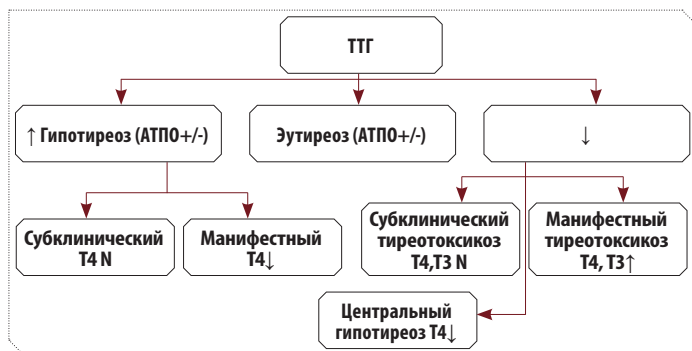 ТТГ
↑ Гипотиреоз (АТПО+/-)
Эутиреоз (АТПО+/-)
↓
Субклинический
Т4 N
Манифестный
Т4↓
Субклинический
тиреотоксикоз
Т4,Т3 N
Манифестный
тиреотоксикоз
Т4, Т3↑
Центральный
гипотиреоз Т4↓